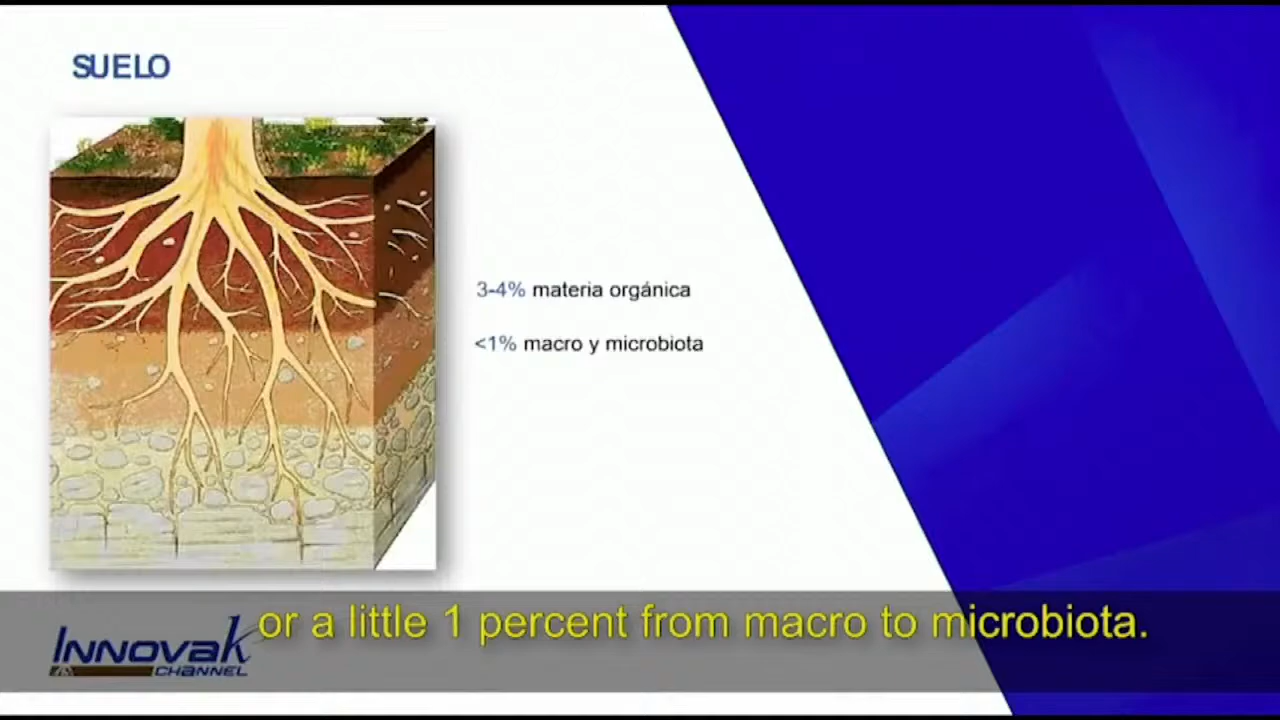 SUELO
3-4% materia orgánica
<1% macro y microbiota
or a little 1 percent from macro to microbiota.
Innovak
CHANNEL